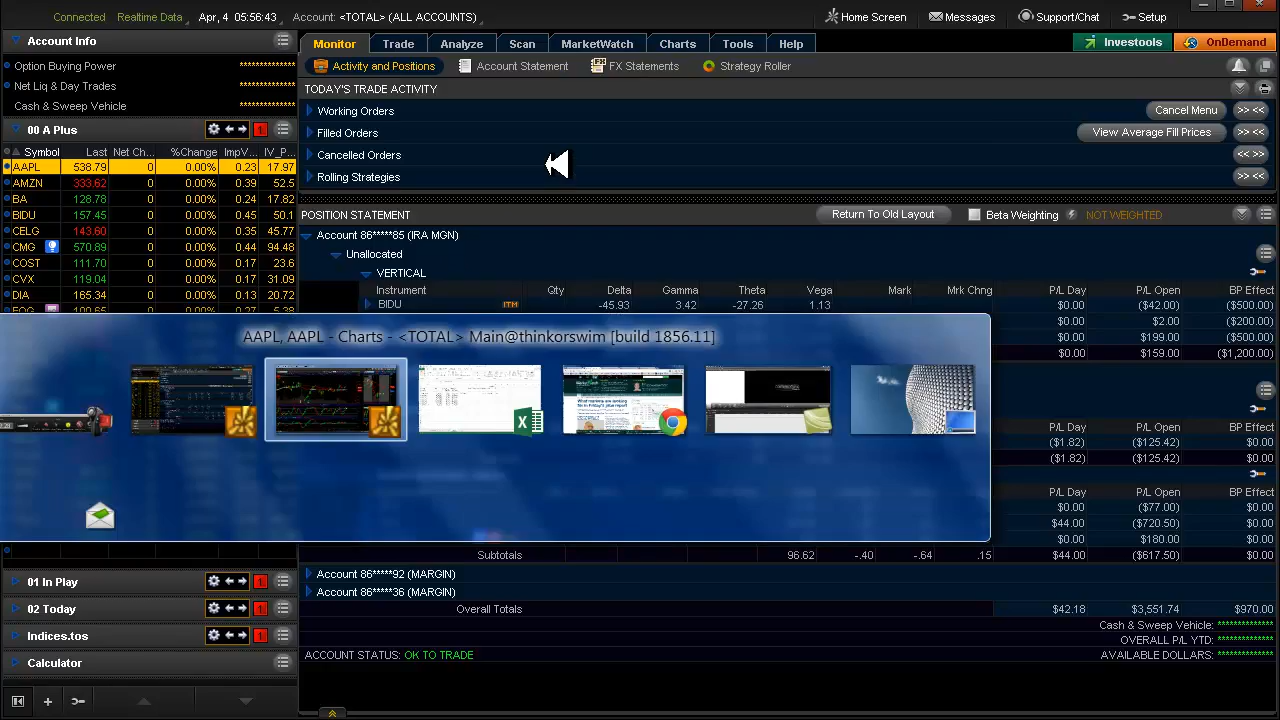 Connected Realtime Data Apr, 4 05:56:43 Account: <TOTAL> (ALL ACCOUNTS) Home Screen Messages Support/Chat Setup
Account Info Monitor Trade Analyze Scan MarketWatch Charts Tools Help Investools OnDemand
Option Buying Power *************** Activity and Positions Account Statement FX Statements Strategy Roller
Net Liq & Day Trades ***************
Cash & Sweep Vehicle ***************
TODAY'S TRADE ACTIVITY
Working Orders Cancel Menu >> <<
Filled Orders View Average Fill Prices >> <<
Cancelled Orders << >>
Rolling Strategies >> <<
00 A Plus 1
Symbol Last Net Ch... %Change ImpV... IV_P...
AAPL 538.79 0 0.00% 0.23 17.97
AMZN 333.62 0 0.00% 0.39 52.5
BA 128.78 0 0.00% 0.24 17.82
BIDU 157.45 0 0.00% 0.45 50.1
CELG 143.60 0 0.00% 0.35 45.77
CMG 570.89 0 0.00% 0.44 94.48
COST 111.70 0 0.00% 0.17 23.6
CVX 119.04 0 0.00% 0.17 31.09
DIA 165.34 0 0.00% 0.13 20.72
POSITION STATEMENT Return To Old Layout Beta Weighting NOT WEIGHTED
Account 86*****85 (IRA MGN)
Unallocated
VERTICAL
Instrument Qty Delta Gamma Theta Vega Mark Mrk Chng P/L Day P/L Open BP Effect
BIDU ITM -45.93 3.42 -27.26 1.13 $0.00 ($42.00) ($500.00)
$0.00 $2.00 ($200.00)
$0.00 $199.00 ($500.00)
$0.00 $159.00 ($1,200.00)
AAPL, AAPL - Charts - <TOTAL> Main@thinkorswim [build 1856.11]
P/L Day P/L Open BP Effect
($1.82) ($125.42) $0.00
($1.82) ($125.42) $0.00
P/L Day P/L Open BP Effect
$0.00 ($77.00) $0.00
$44.00 ($720.50) $0.00
$0.00 $180.00 $0.00
Subtotals 96.62 -.40 -.64 .15 $44.00 ($617.50) $0.00
Account 86*****92 (MARGIN)
Account 86*****36 (MARGIN)
Overall Totals $42.18 $970.00
Cash & Sweep Vehicle: ***************
OVERALL P/L YTD: ***************
ACCOUNT STATUS: OK TO TRADE AVAILABLE DOLLARS: ***************
01 In Play 1
02 Today 1
Indices.tos 1
Calculator